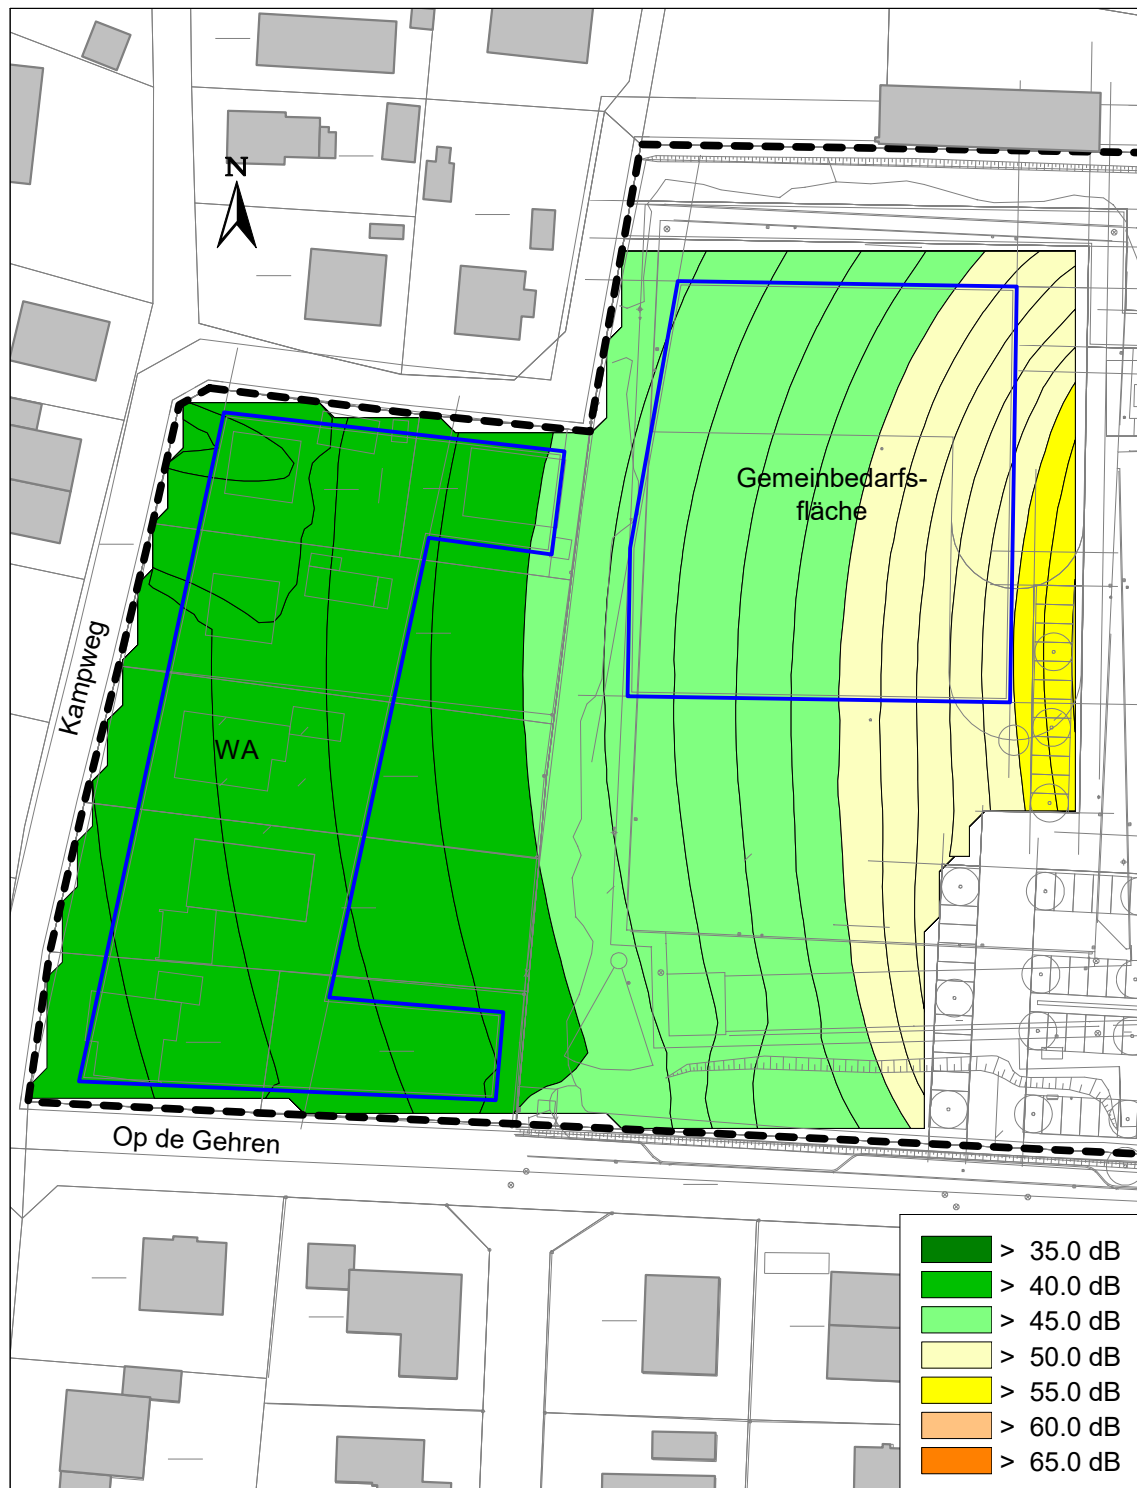 N
Gemeinbedarfs-
fläche
Kampweg
WA
Op de Gehren
> 35.0 dB
> 40.0 dB
> 45.0 dB
> 50.0 dB
> 55.0 dB
> 60.0 dB
> 65.0 dB